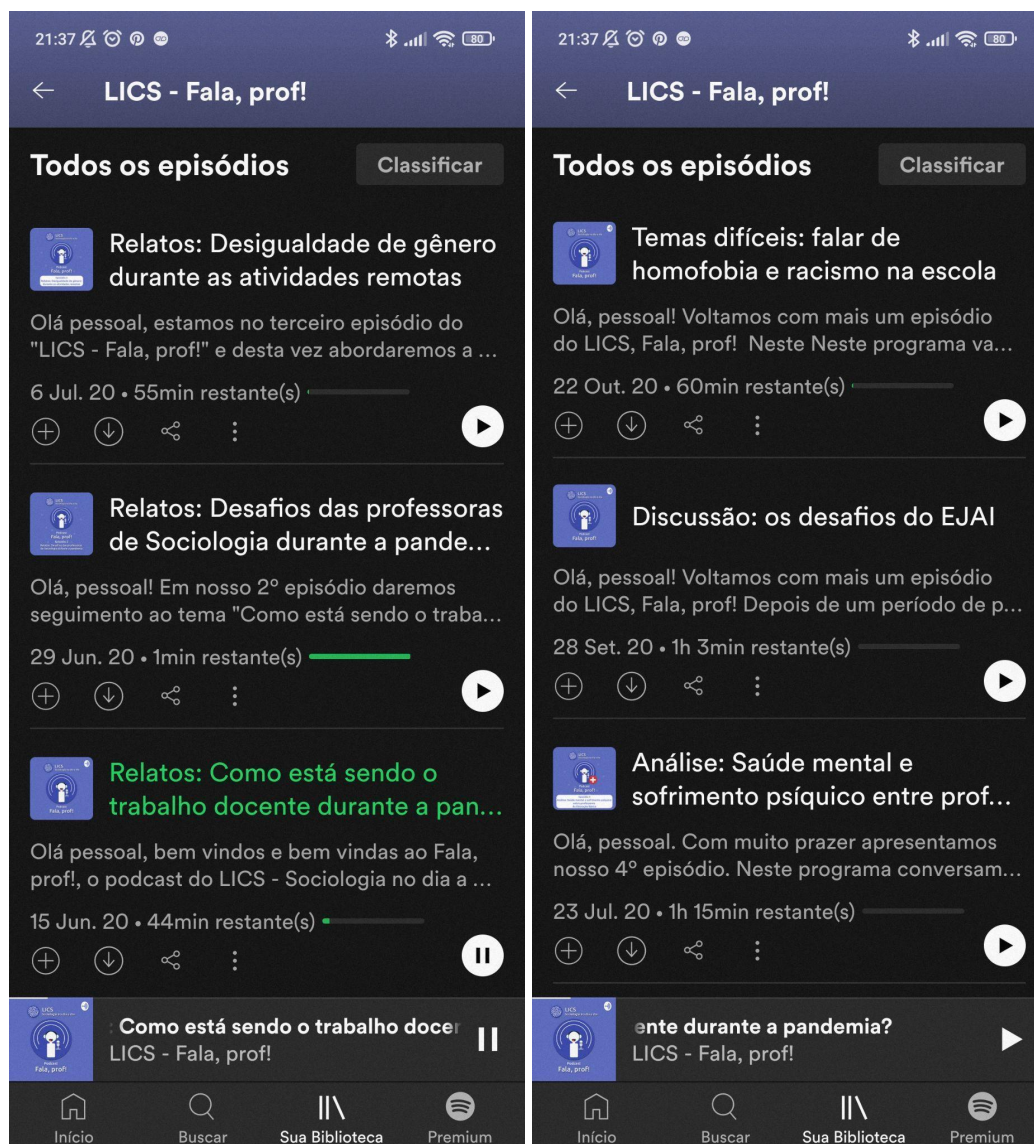 21:37
80
LICS - Fala, prof!
Todos os episódios
Classificar
Relatos: Desigualdade de gênero
durante as atividades remotas
Olá pessoal, estamos no terceiro episódio do
"LICS - Fala, prof!" e desta vez abordaremos a ...
6 Jul. 20 • 55min restante(s)
Relatos: Desafios das professoras
de Sociologia durante a pande...
Olá, pessoal! Em nosso 2º episódio daremos
seguimento ao tema "Como está sendo o traba...
29 Jun. 20 • 1min restante(s)
Relatos: Como está sendo o
trabalho docente durante a pan...
Olá pessoal, bem vindos e bem vindas ao Fala,
prof!, o podcast do LICS - Sociologia no dia a ...
15 Jun. 20 • 44min restante(s)
: Como está sendo o trabalho docer
LICS - Fala, prof!
Início
Buscar
Sua Biblioteca
Premium
21:37
80
LICS - Fala, prof!
Todos os episódios
Classificar
Temas difíceis: falar de
homofobia e racismo na escola
Olá, pessoal! Voltamos com mais um episódio
do LICS, Fala, prof! Neste Neste programa va...
22 Out. 20 • 60min restante(s)
Discussão: os desafios do EJAI
Olá, pessoal! Voltamos com mais um episódio
do LICS, Fala, prof! Depois de um período de p...
28 Set. 20 • 1h 3min restante(s)
Análise: Saúde mental e
sofrimento psíquico entre prof...
Olá, pessoal. Com muito prazer apresentamos
nosso 4º episódio. Neste programa conversam...
23 Jul. 20 • 1h 15min restante(s)
ente durante a pandemia?
LICS - Fala, prof!
Início
Buscar
Sua Biblioteca
Premium